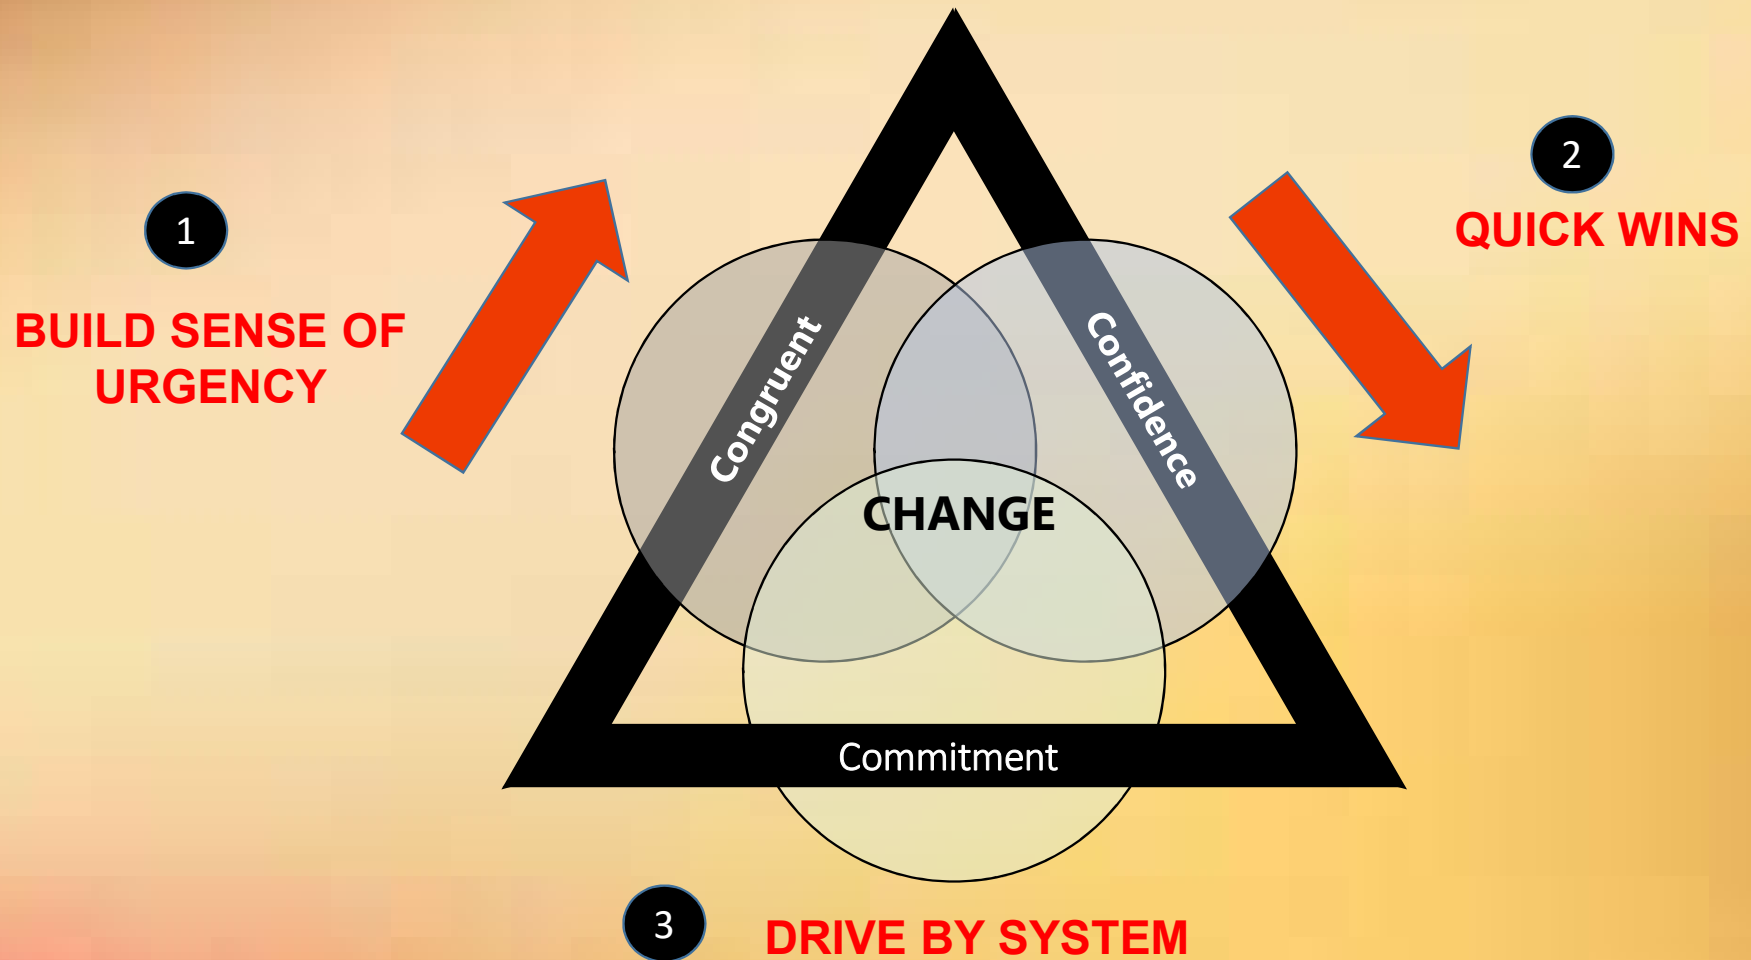 1
BUILD SENSE OF
URGENCY
2
QUICK WINS
Congruent
Confidence
CHANGE
Commitment
3
DRIVE BY SYSTEM